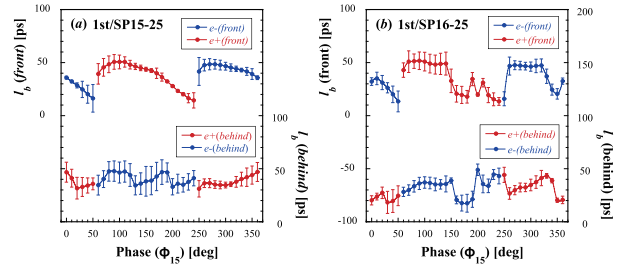 (a) 1st/SP15-25
e-(front)
e+(front)
e+(behind)
e-(behind)
l_b (front) [ps]
100
50
0
100
50
0
l_b (behind) [ps]
0 50 100 150 200 250 300 350
Phase (Φ15) [deg]
(b) 1st/SP16-25
e-(front)
e+(front)
e+(behind)
e-(behind)
l_b (front) [ps]
100
50
0
-50
-100
200
150
100
50
0
l_b (behind) [ps]
0 50 100 150 200 250 300 350
Phase (Φ15) [deg]